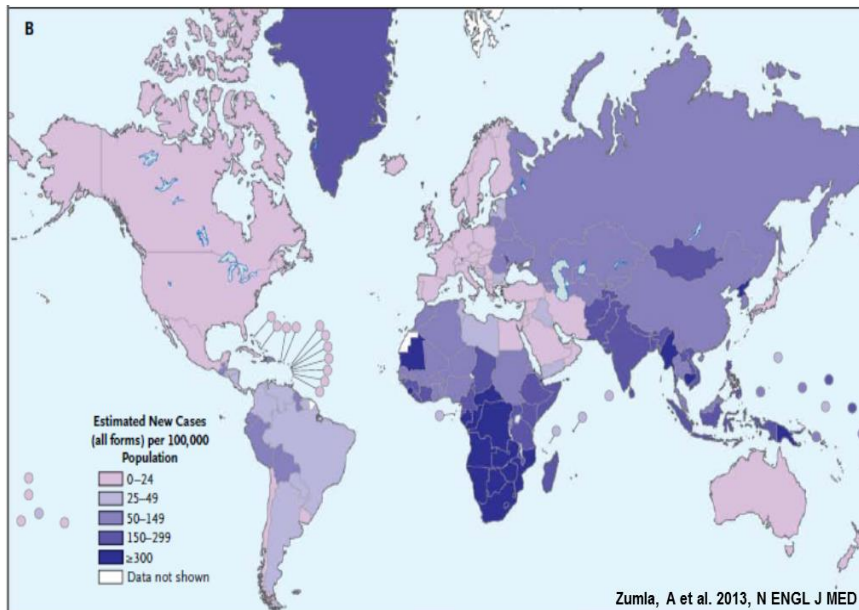 B
Estimated New Cases
(all forms) per 100,000
Population
0–24
25–49
50–149
150–299
≥300
Data not shown
Zumla, A et al. 2013, N ENGL J MED